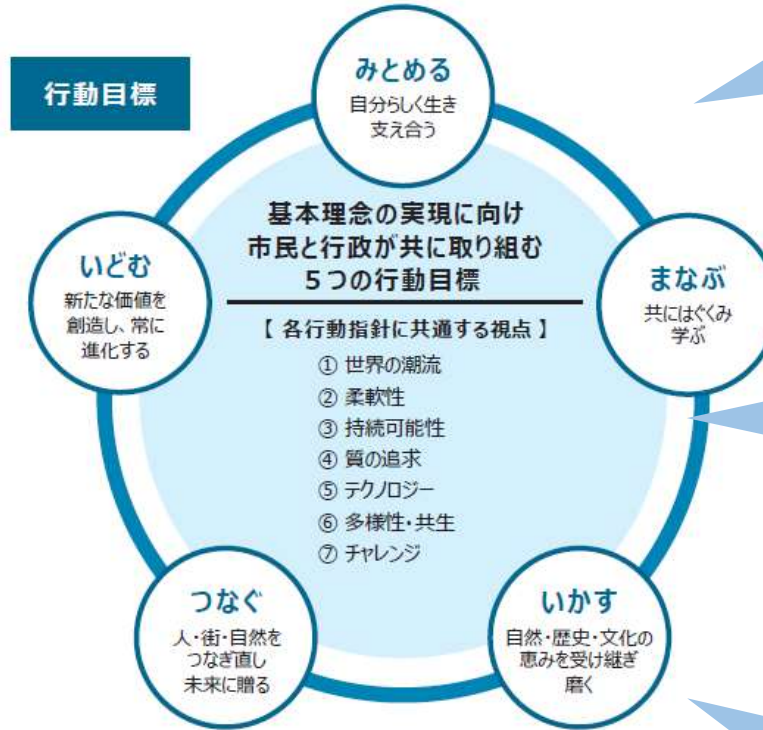 行動目標
みとめる
自分らしく生き
支え合う
基本理念の実現に向け
市民と行政が共に取り組む
5つの行動目標
【 各行動指針に共通する視点 】
① 世界の潮流
② 柔軟性
③ 持続可能性
④ 質の追求
⑤ テクノロジー
⑥ 多様性・共生
⑦ チャレンジ
いどむ
新たな価値を
創造し、常に
進化する
まなぶ
共にはぐくみ
学ぶ
つなぐ
人・街・自然を
つなぎ直し
未来に贈る
いかす
自然・歴史・文化の
恵みを受け継ぎ
磨く